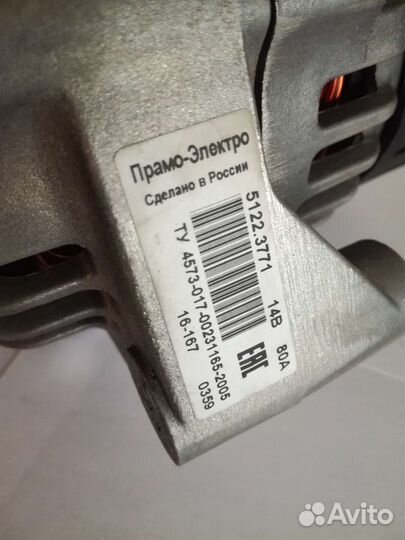 Прамо-Электро
Сделано в России
5122.3771 14В 80А
ТУ 4573-017-00231165-2005
16-167 0359
EAC
Avito